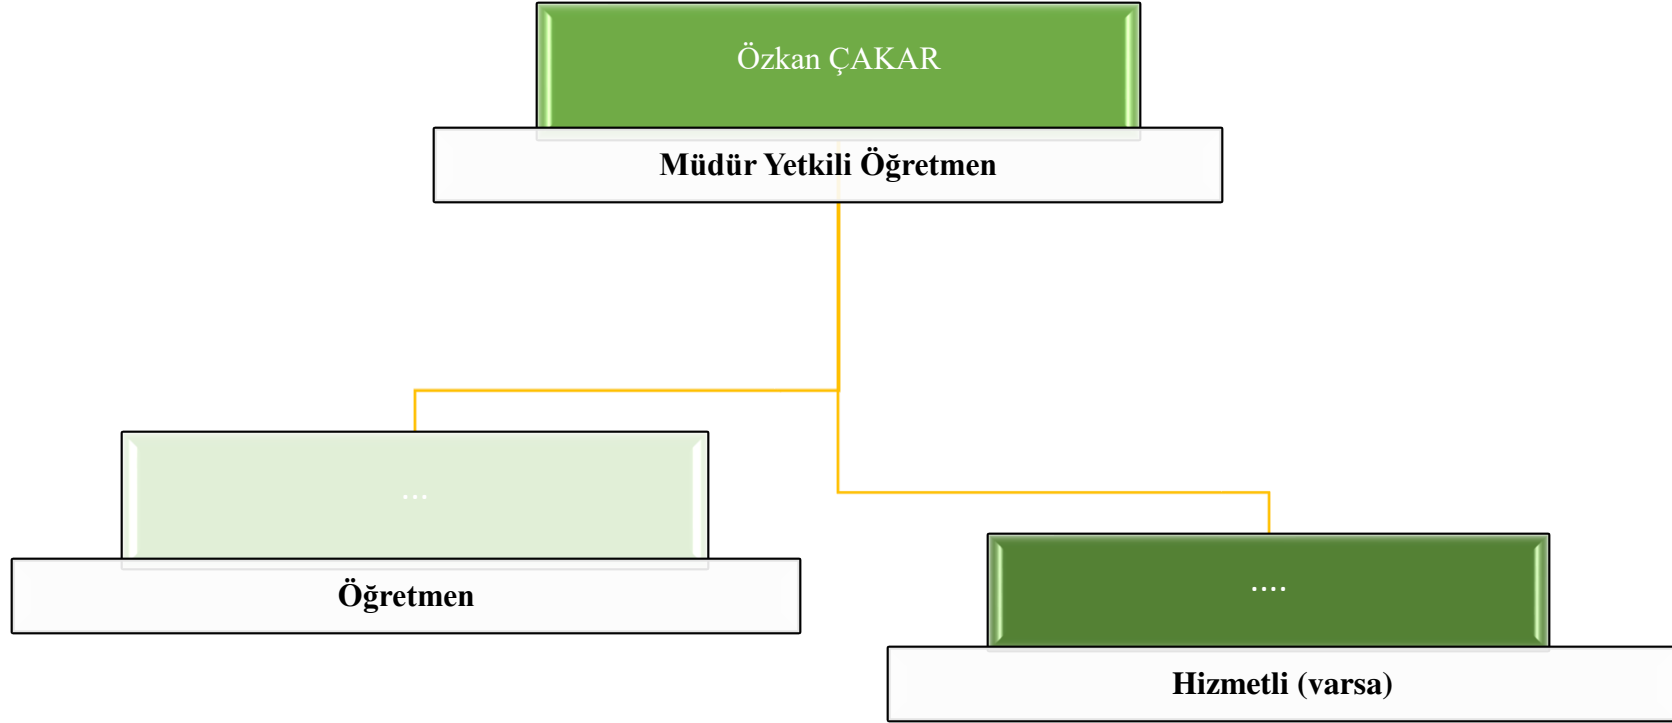 Özkan ÇAKAR
Müdür Yetkili Öğretmen
...
Öğretmen
....
Hizmetli (varsa)